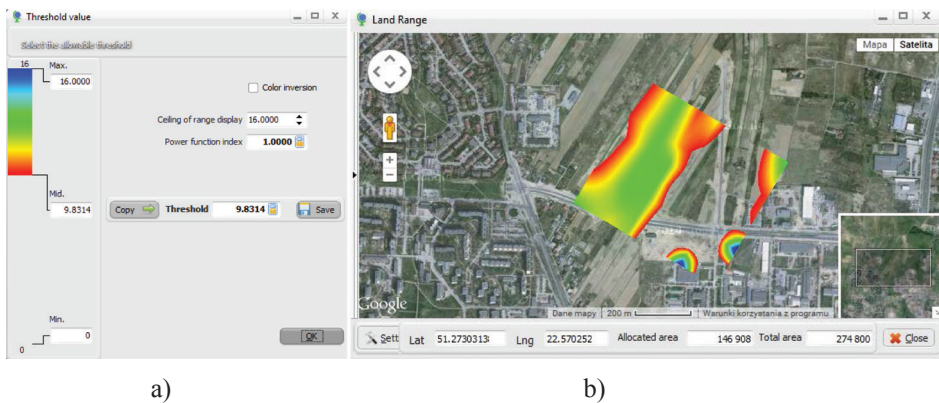 Threshold value
Select the allowable threshold
16
Max.
16.0000
Color inversion
Ceiling of range display 16.0000
Power function index 1.0000
Mid.
9.8314
Copy Threshold 9.8314 Save
Min.
0
0
OK
Land Range
Mapa Satelita
Google
Dane mapy 200 m Warunki korzystania z programu
Sett Lat 51.2730313 Lng 22.570252 Allocated area 146 908 Total area 274 800 Close
a) b)